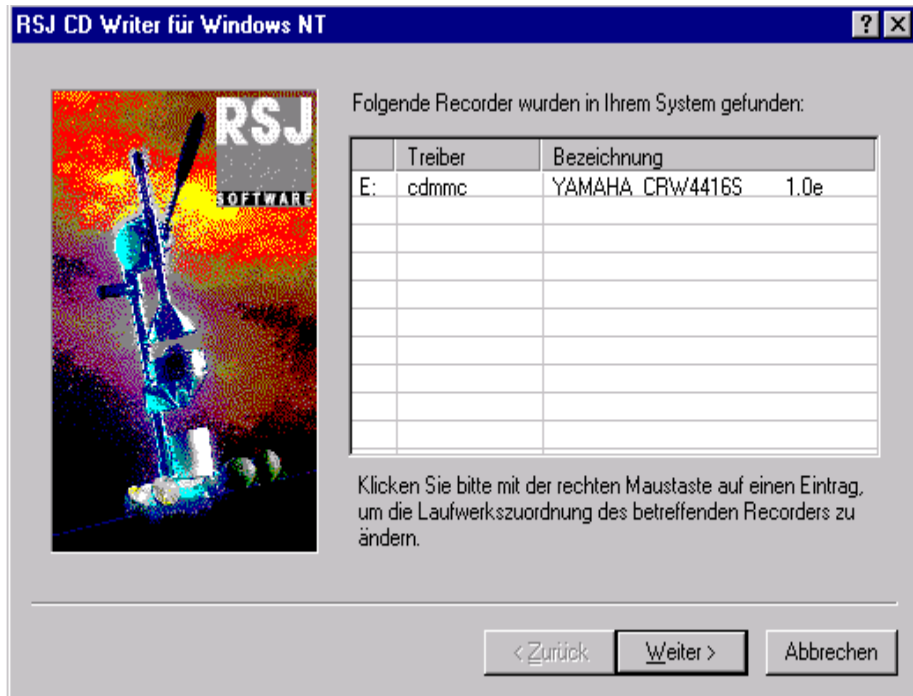 RSJ CD Writer für Windows NT
RSJ
SOFTWARE
Folgende Recorder wurden in Ihrem System gefunden:
Treiber Bezeichnung
E: cdmmc YAMAHA CRW4416S 1.0e
Klicken Sie bitte mit der rechten Maustaste auf einen Eintrag,
um die Laufwerkszuordnung des betreffenden Recorders zu
ändern.
< Zurück Weiter > Abbrechen